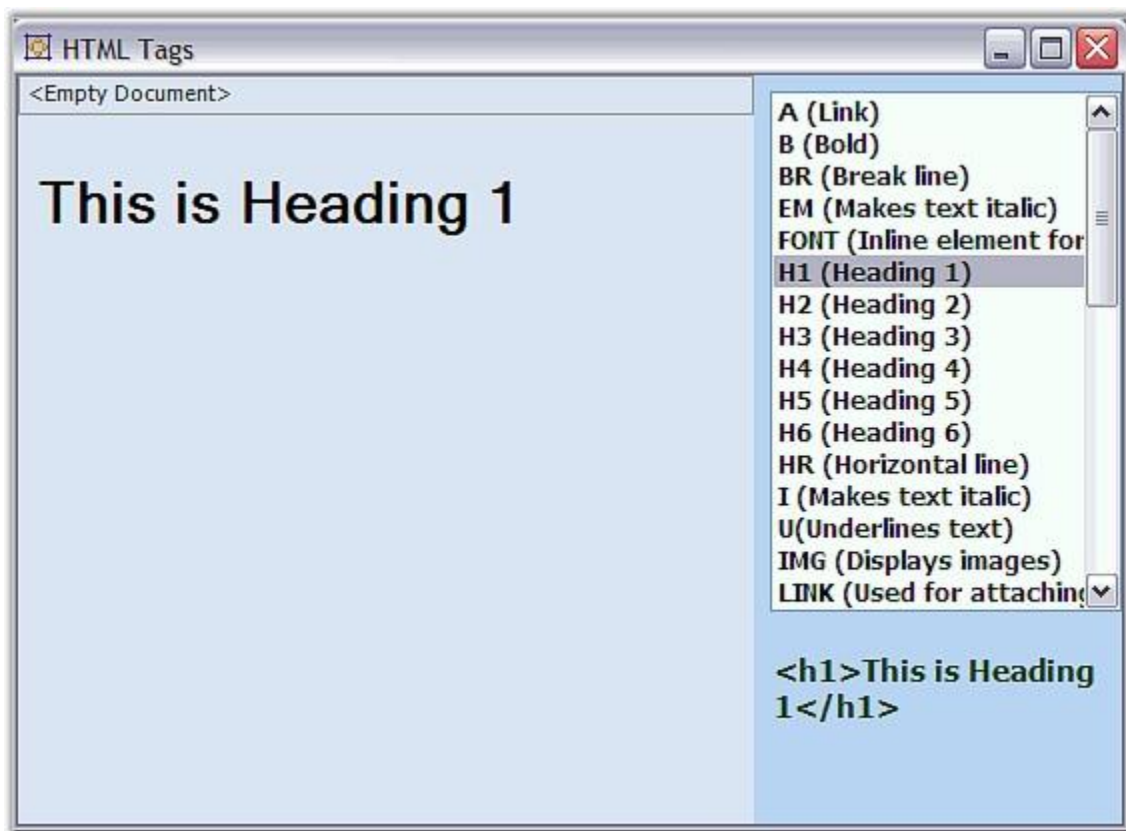 HTML Tags
<Empty Document>
This is Heading 1
A (Link)
B (Bold)
BR (Break line)
EM (Makes text italic)
FONT (Inline element for
H1 (Heading 1)
H2 (Heading 2)
H3 (Heading 3)
H4 (Heading 4)
H5 (Heading 5)
H6 (Heading 6)
HR (Horizontal line)
I (Makes text italic)
U(Underlines text)
IMG (Displays images)
LINK (Used for attaching
<h1>This is Heading
1</h1>